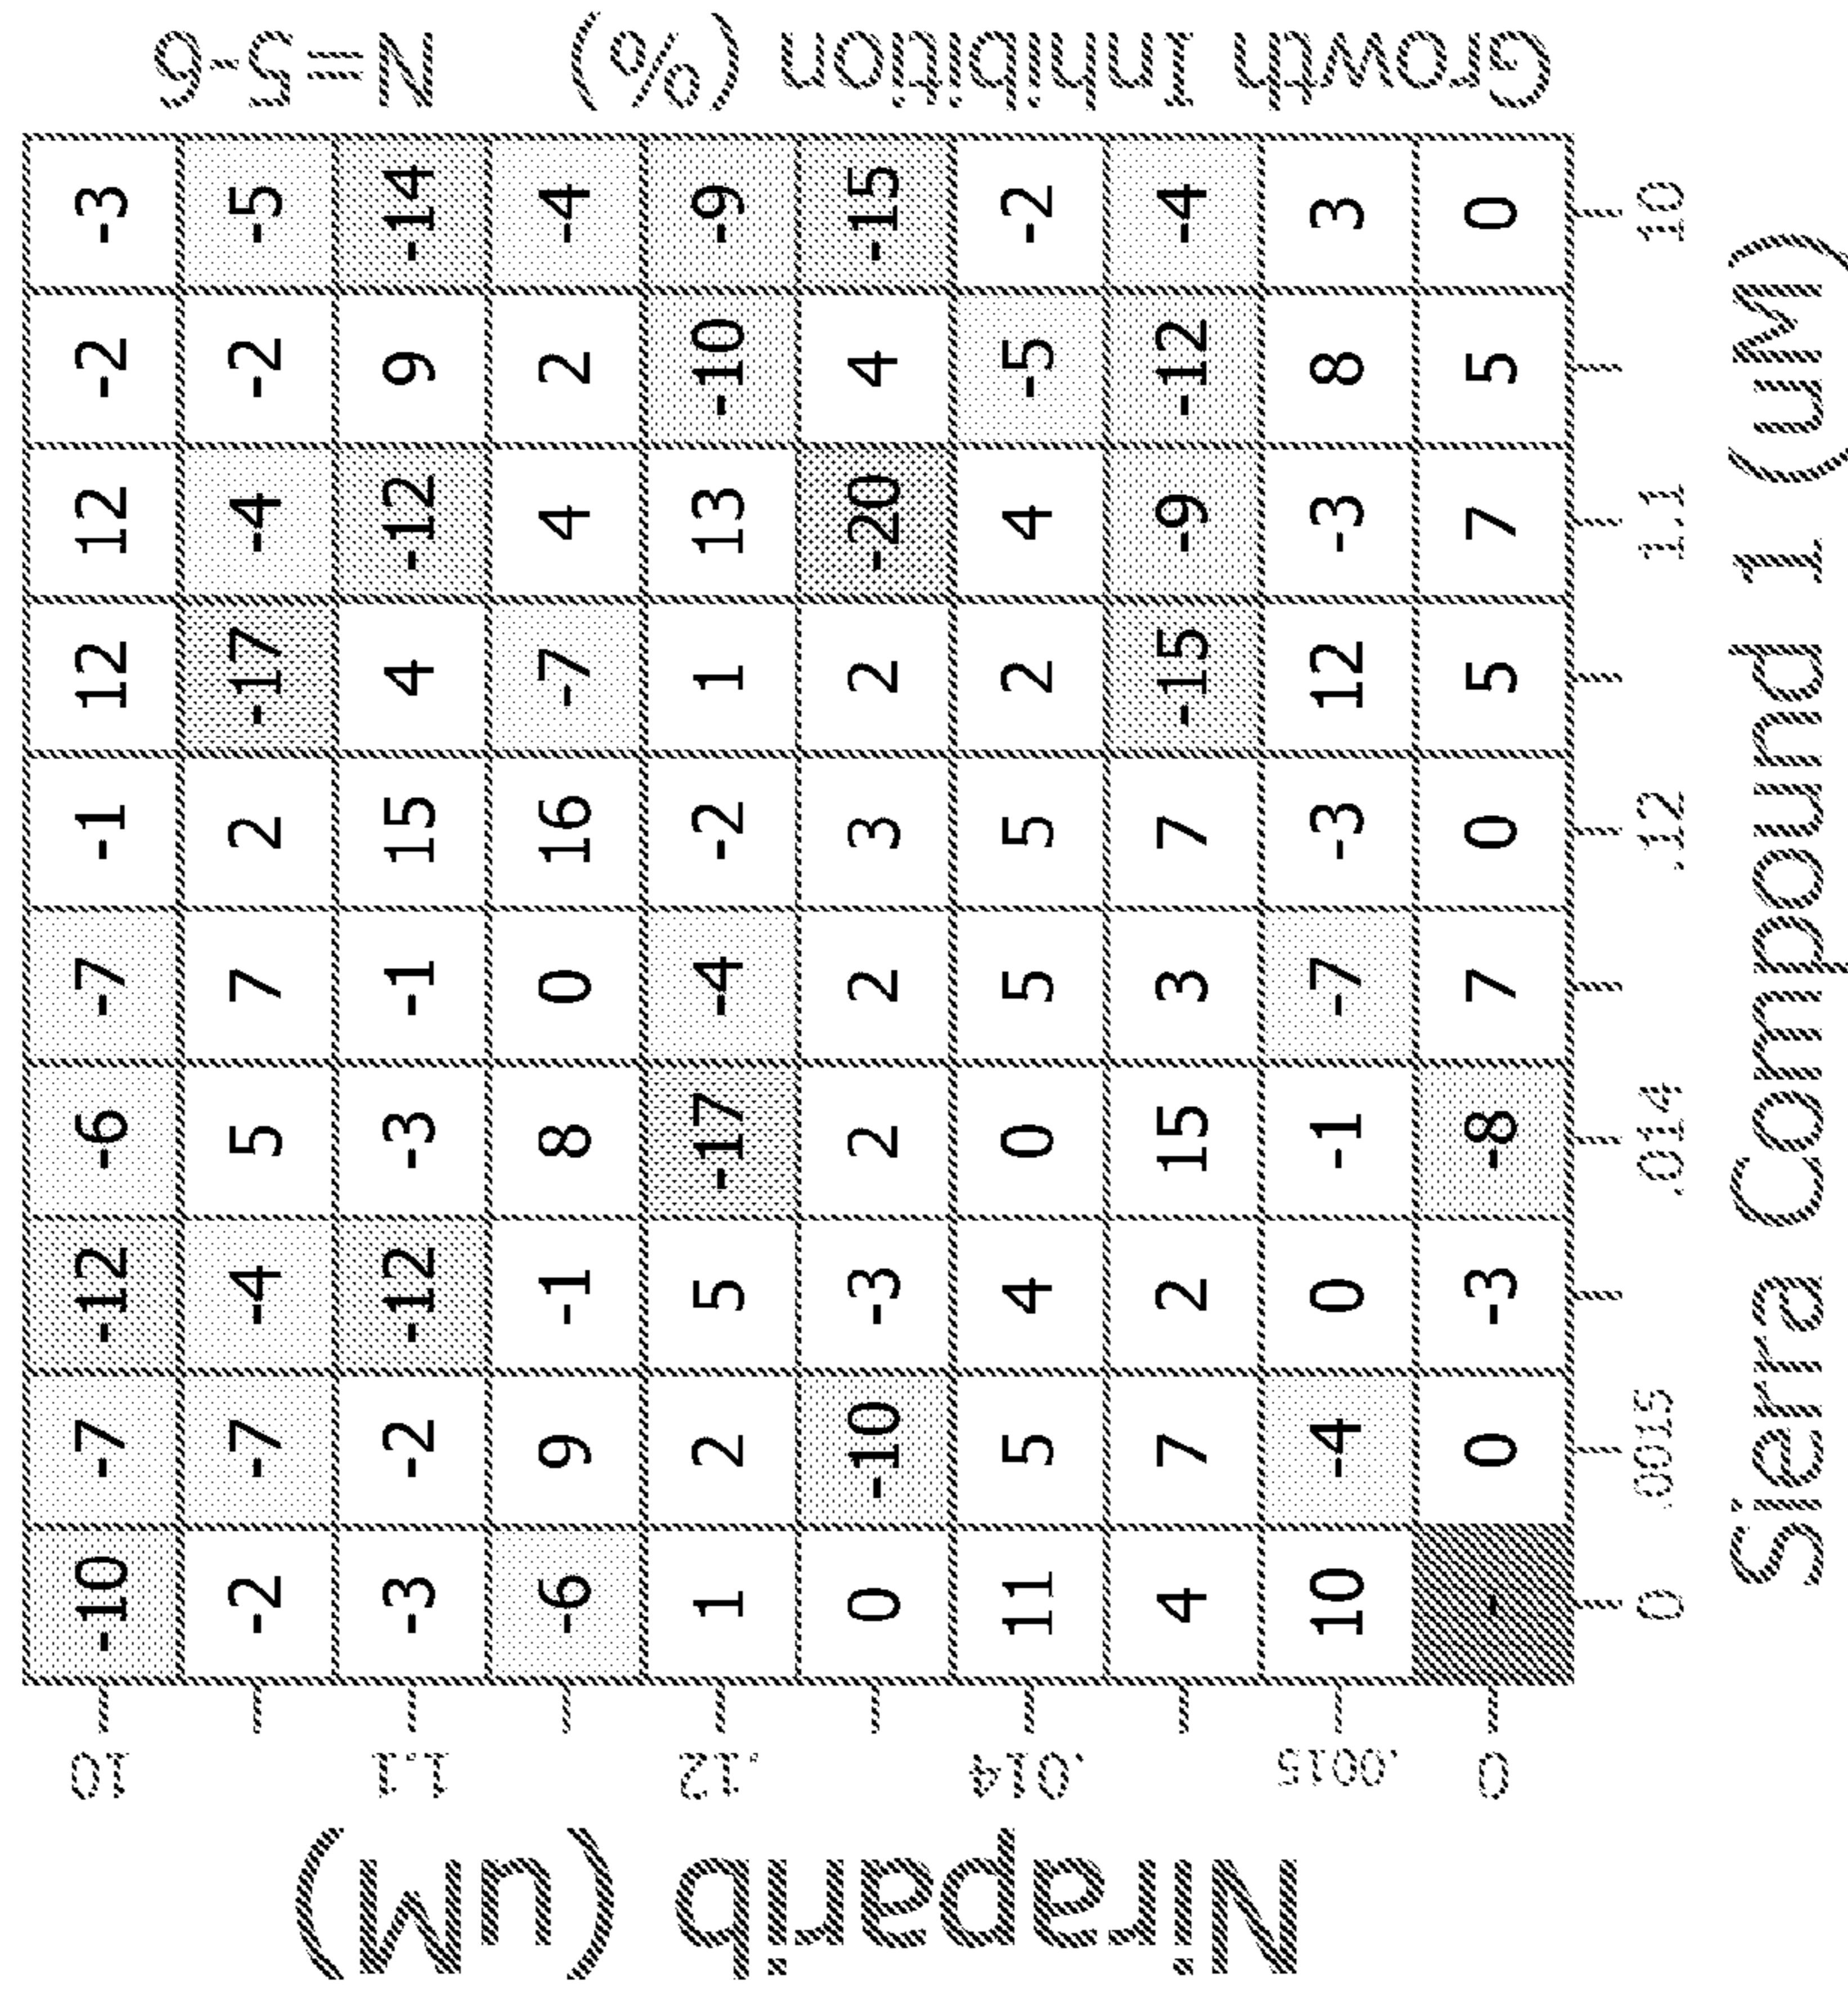 Niraparib (uM)
10 -10 -7 -12 -6 -7 -1 12 12 -2 -3
-2 -7 -4 5 7 2 -17 -4 -2 -5
1.1 -3 -2 -12 -3 -1 15 4 -12 9 -14
-6 9 -1 8 0 16 -7 4 2 -4
.12 1 2 5 -17 -4 -2 1 13 -10 -9
0 -10 -3 2 2 3 2 -20 4 -15
.014 11 5 4 0 5 5 2 4 -5 -2
4 7 2 15 3 7 -15 -9 -12 -4
.0015 10 -4 0 -1 -7 -3 12 -3 8 3
0 - 0 -3 -8 7 0 5 7 5 0
0 .0015 .014 .12 1.1 10
Sierra Compound 1 (uM)
Growth Inhibition (%) N=5-6